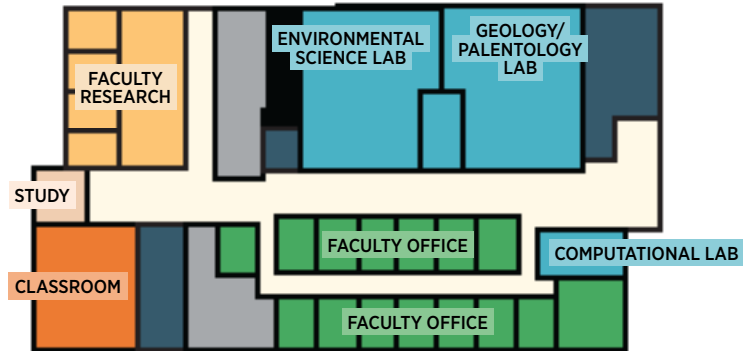 ENVIRONMENTAL
SCIENCE LAB
GEOLOGY/
PALENTOLOGY
LAB
FACULTY
RESEARCH
STUDY
FACULTY OFFICE
COMPUTATIONAL LAB
CLASSROOM
FACULTY OFFICE